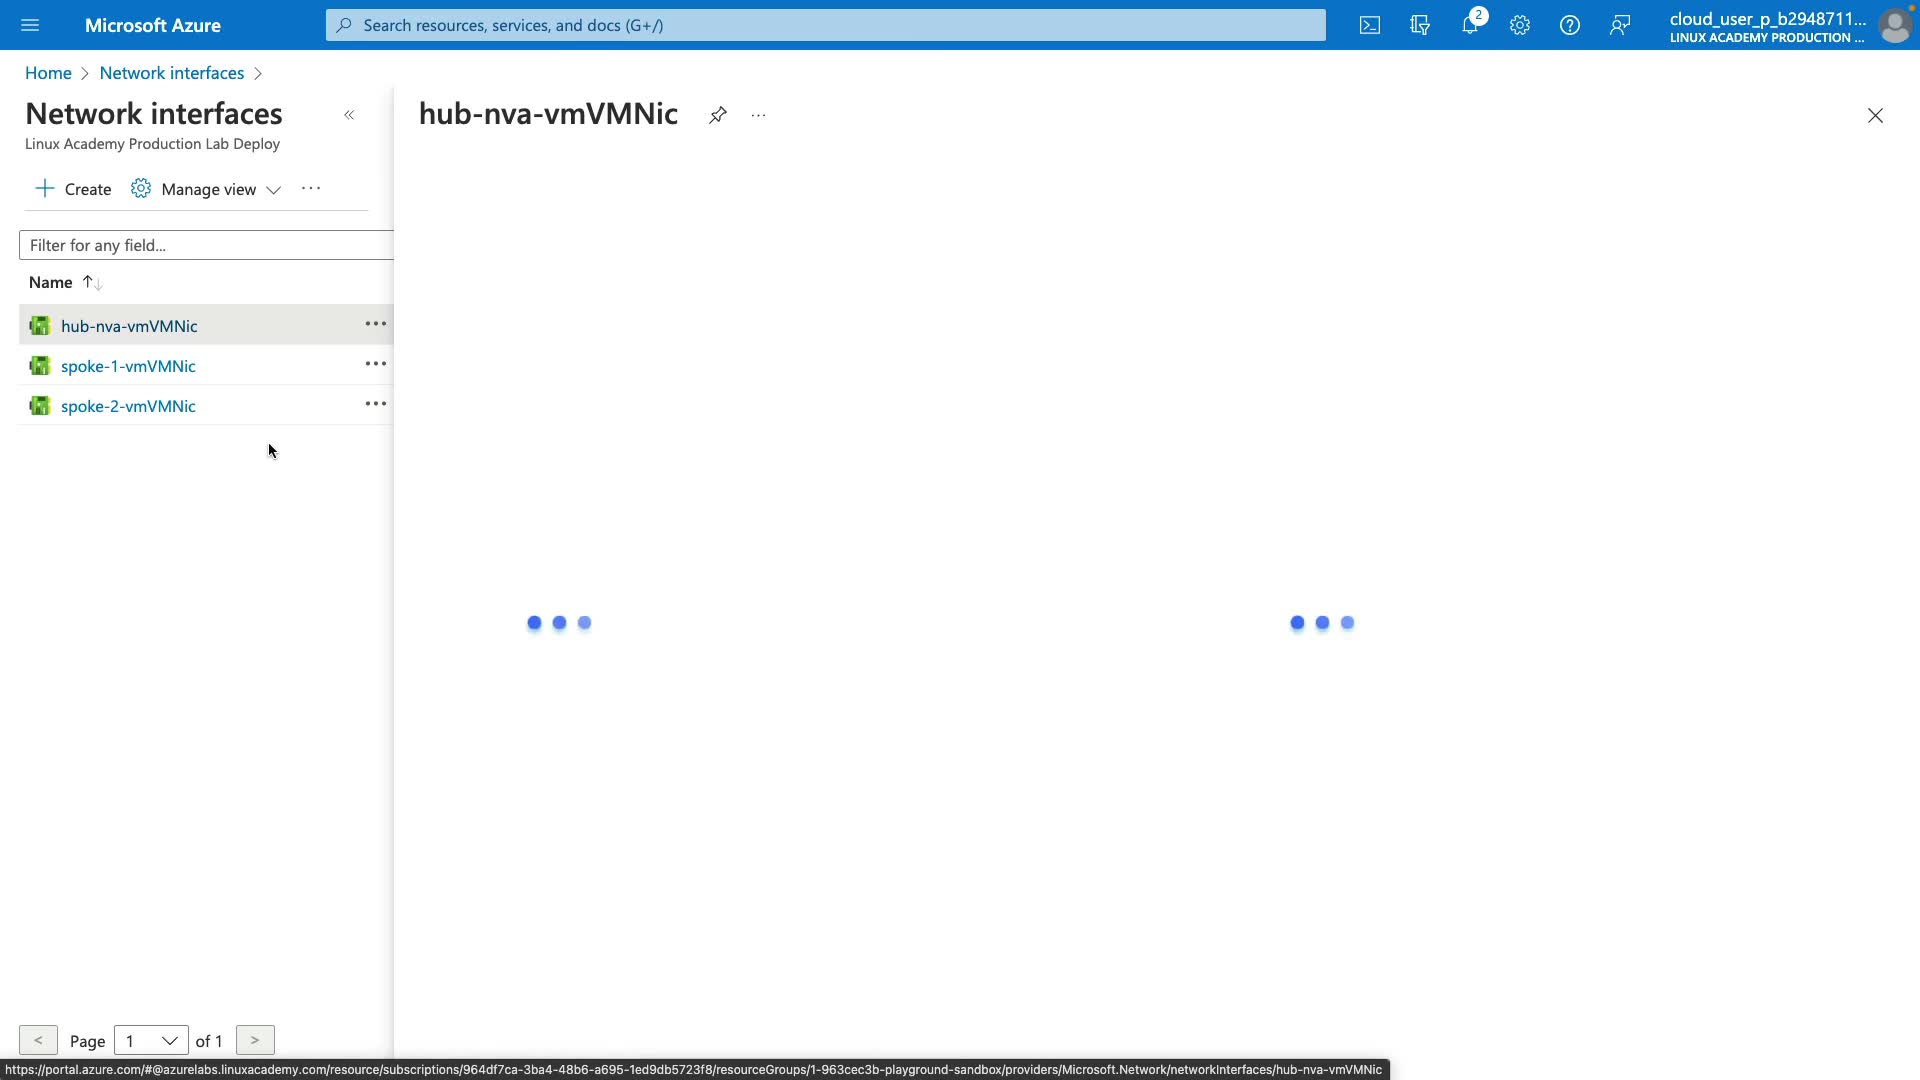 Microsoft Azure
Search resources, services, and docs (G+/)
2
cloud_user_p_b2948711...
LINUX ACADEMY PRODUCTION ...
Home > Network interfaces >
Network interfaces
«
Linux Academy Production Lab Deploy
hub-nva-vmVMNic
...
+ Create
Manage view
...
Filter for any field...
Name ↑↓
hub-nva-vmVMNic
...
spoke-1-vmVMNic
...
spoke-2-vmVMNic
...
< Page 1 of 1 >
https://portal.azure.com/#@azurelabs.linuxacademy.com/resource/subscriptions/964df7ca-3ba4-48b6-a695-1ed9db5723f8/resourceGroups/1-963cec3b-playground-sandbox/providers/Microsoft.Network/networkInterfaces/hub-nva-vmVMNic